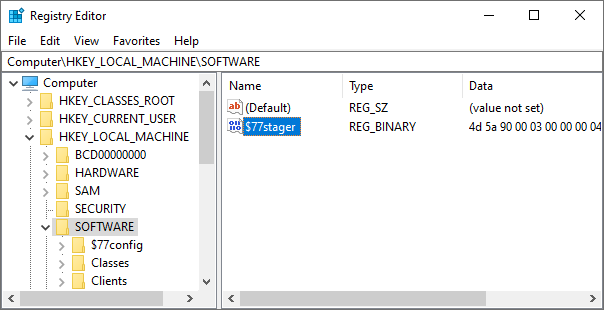 Registry Editor
File Edit View Favorites Help
Computer\HKEY_LOCAL_MACHINE\SOFTWARE
Computer
HKEY_CLASSES_ROOT
HKEY_CURRENT_USER
HKEY_LOCAL_MACHINE
BCD00000000
HARDWARE
SAM
SECURITY
SOFTWARE
$77config
Classes
Clients
Name Type Data
(Default) REG_SZ (value not set)
$77stager REG_BINARY 4d 5a 90 00 03 00 00 00 04